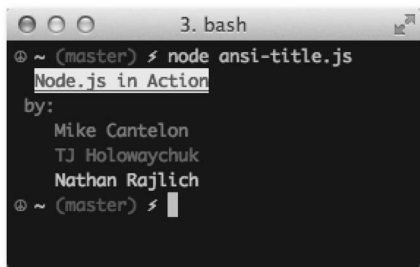 3. bash
☮ ~ (master) ⚡ node ansi-title.js
Node.js in Action
by:
Mike Cantelon
TJ Holowaychuk
Nathan Rajlich
☮ ~ (master) ⚡